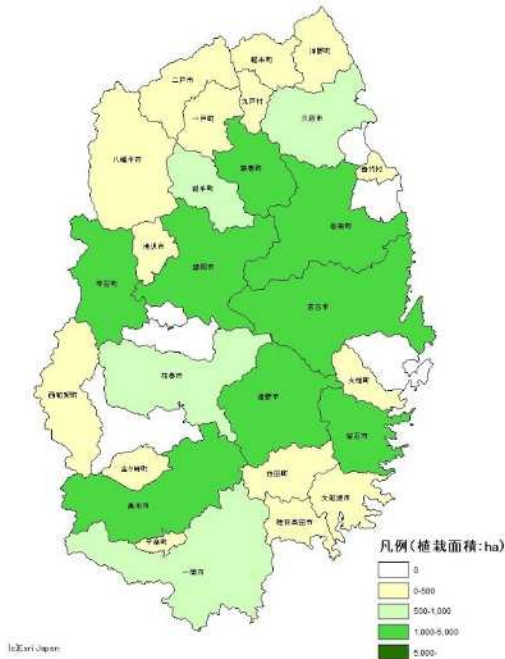 洋野町
軽米町
二戸市
九戸村
一戸町
久慈市
八幡平市
葛巻町
普代村
岩手町
岩泉町
滝沢市
盛岡市
雫石町
宮古市
花巻市
大槌町
西和賀町
遠野市
釜石市
金ケ崎町
住田町
奥州市
大船渡市
陸前高田市
平泉町
一関市
凡例(植栽面積:ha)
0
0-500
500-1,000
1,000-5,000
5,000-
(c)Esri Japan